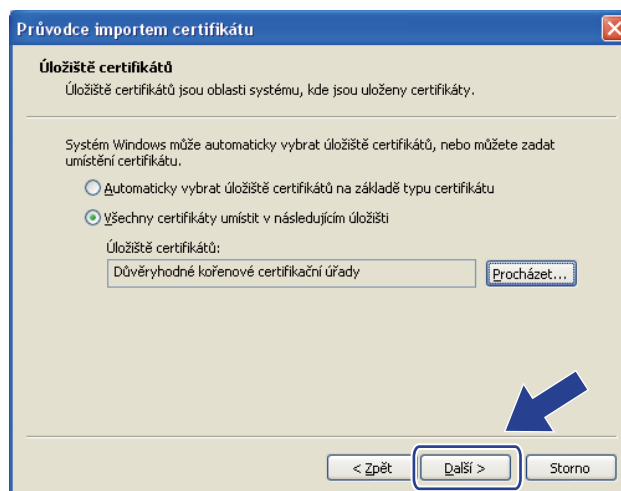 Průvodce importem certifikátu
Úložiště certifikátů
Úložiště certifikátů jsou oblasti systému, kde jsou uloženy certifikáty.
Systém Windows může automaticky vybrat úložiště certifikátů, nebo můžete zadat
umístění certifikátu.
Automaticky vybrat úložiště certifikátů na základě typu certifikátu
Všechny certifikáty umístit v následujícím úložišti
Úložiště certifikátů:
Důvěryhodné kořenové certifikační úřady
Procházet...
< Zpět
Další >
Storno